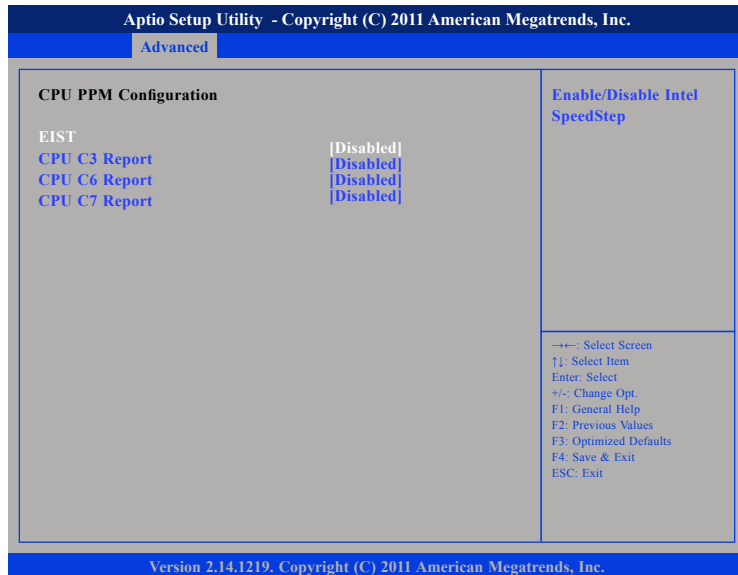 Aptio Setup Utility - Copyright (C) 2011 American Megatrends, Inc.
Advanced
CPU PPM Configuration
EIST [Disabled]
CPU C3 Report [Disabled]
CPU C6 Report [Disabled]
CPU C7 Report [Disabled]
Enable/Disable Intel
SpeedStep
→←: Select Screen
↑↓: Select Item
Enter: Select
+/-: Change Opt.
F1: General Help
F2: Previous Values
F3: Optimized Defaults
F4: Save & Exit
ESC: Exit
Version 2.14.1219. Copyright (C) 2011 American Megatrends, Inc.